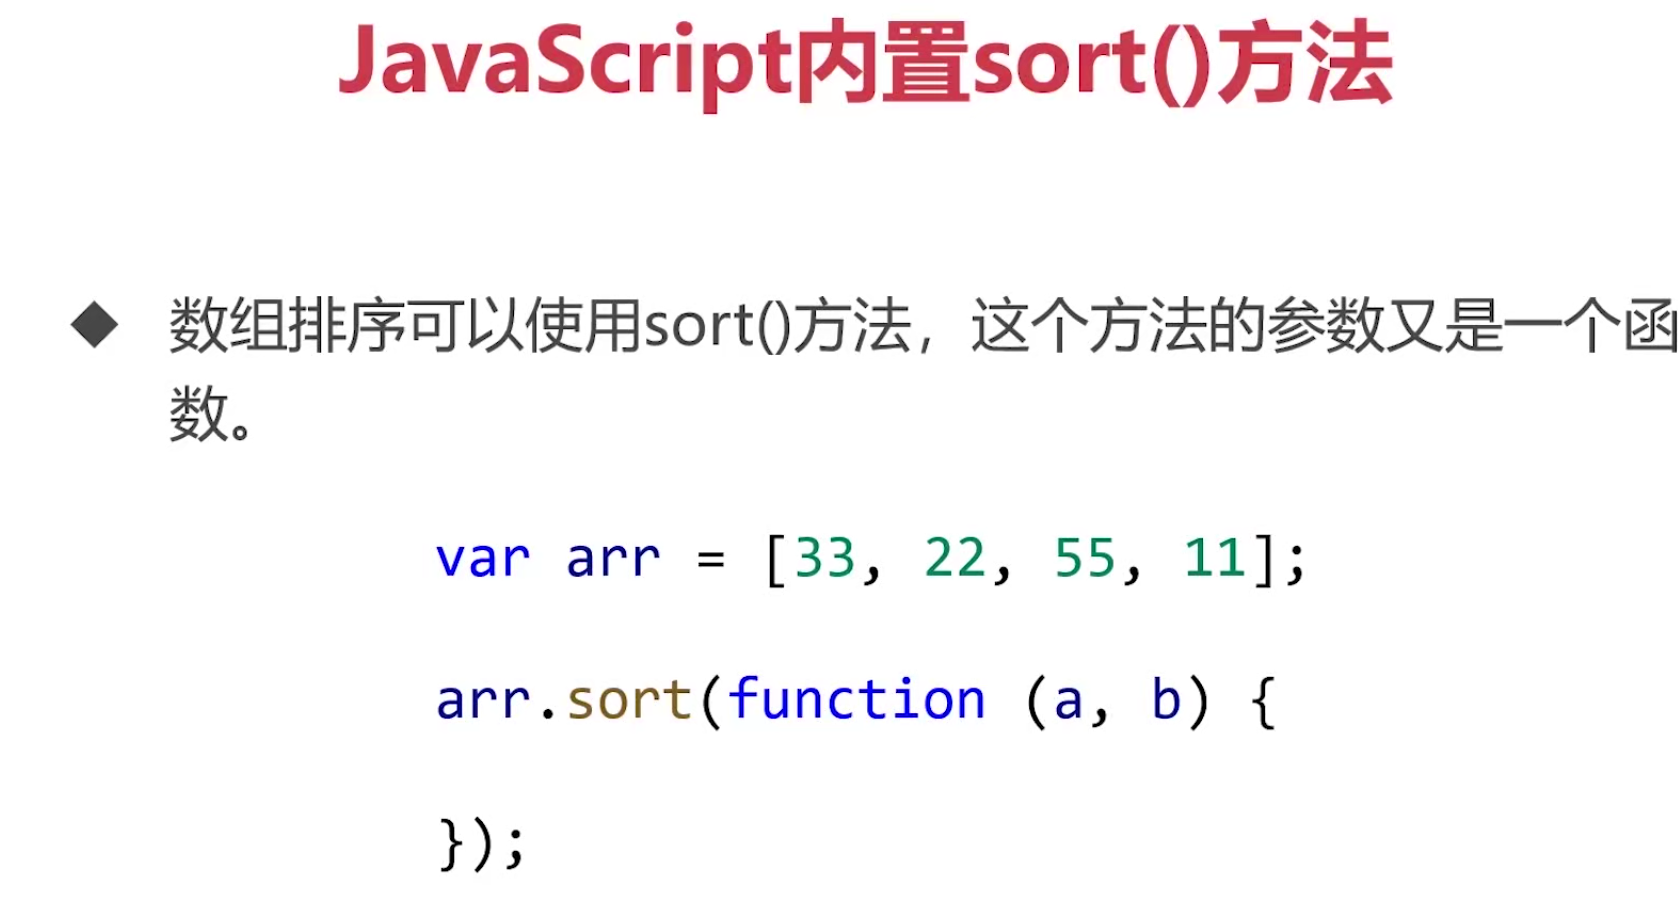 JavaScript内置sort()方法
◆ 数组排序可以使用sort()方法，这个方法的参数又是一个函
数。
var arr = [33, 22, 55, 11];
arr.sort(function (a, b) {
});